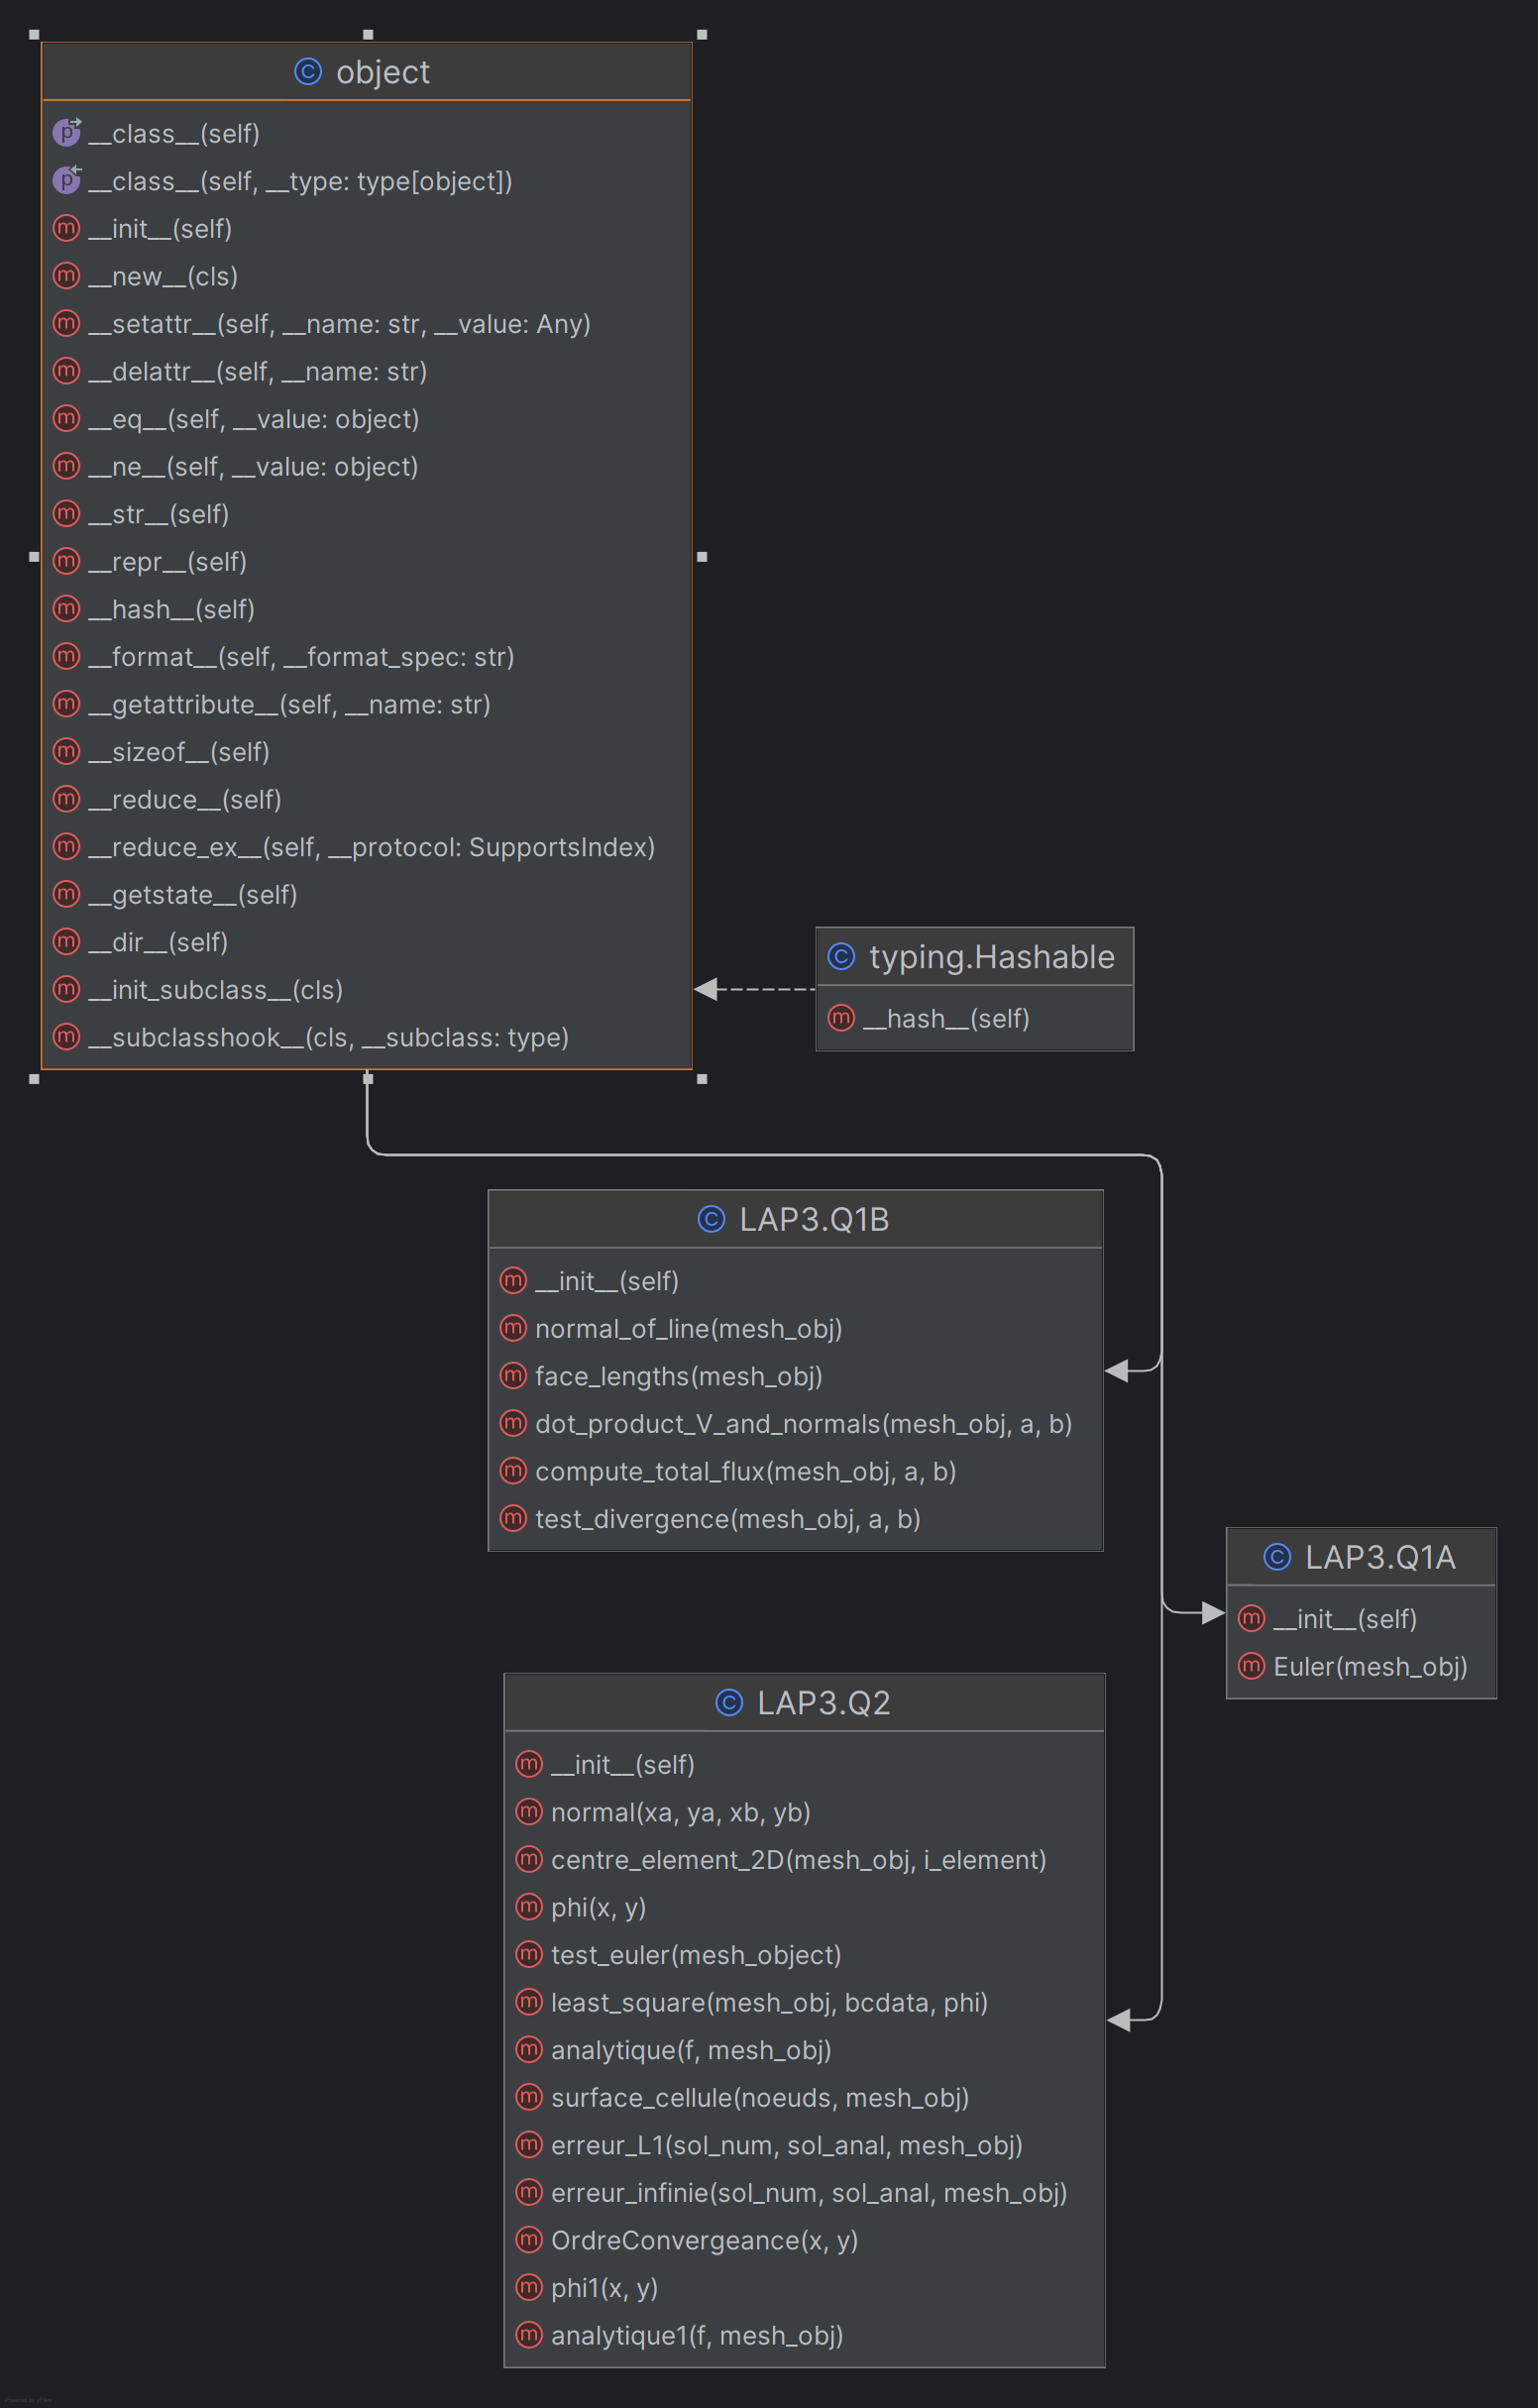 object
__class__(self)
__class__(self, __type: type[object])
__init__(self)
__new__(cls)
__setattr__(self, __name: str, __value: Any)
__delattr__(self, __name: str)
__eq__(self, __value: object)
__ne__(self, __value: object)
__str__(self)
__repr__(self)
__hash__(self)
__format__(self, __format_spec: str)
__getattribute__(self, __name: str)
__sizeof__(self)
__reduce__(self)
__reduce_ex__(self, __protocol: SupportsIndex)
__getstate__(self)
__dir__(self)
__init_subclass__(cls)
__subclasshook__(cls, __subclass: type)
typing.Hashable
__hash__(self)
LAP3.Q1B
__init__(self)
normal_of_line(mesh_obj)
face_lengths(mesh_obj)
dot_product_V_and_normals(mesh_obj, a, b)
compute_total_flux(mesh_obj, a, b)
test_divergence(mesh_obj, a, b)
LAP3.Q1A
__init__(self)
Euler(mesh_obj)
LAP3.Q2
__init__(self)
normal(xa, ya, xb, yb)
centre_element_2D(mesh_obj, i_element)
phi(x, y)
test_euler(mesh_object)
least_square(mesh_obj, bcdata, phi)
analytique(f, mesh_obj)
surface_cellule(noeuds, mesh_obj)
erreur_L1(sol_num, sol_anal, mesh_obj)
erreur_infinie(sol_num, sol_anal, mesh_obj)
OrdreConvergeance(x, y)
phi1(x, y)
analytique1(f, mesh_obj)
Powered by yFiles